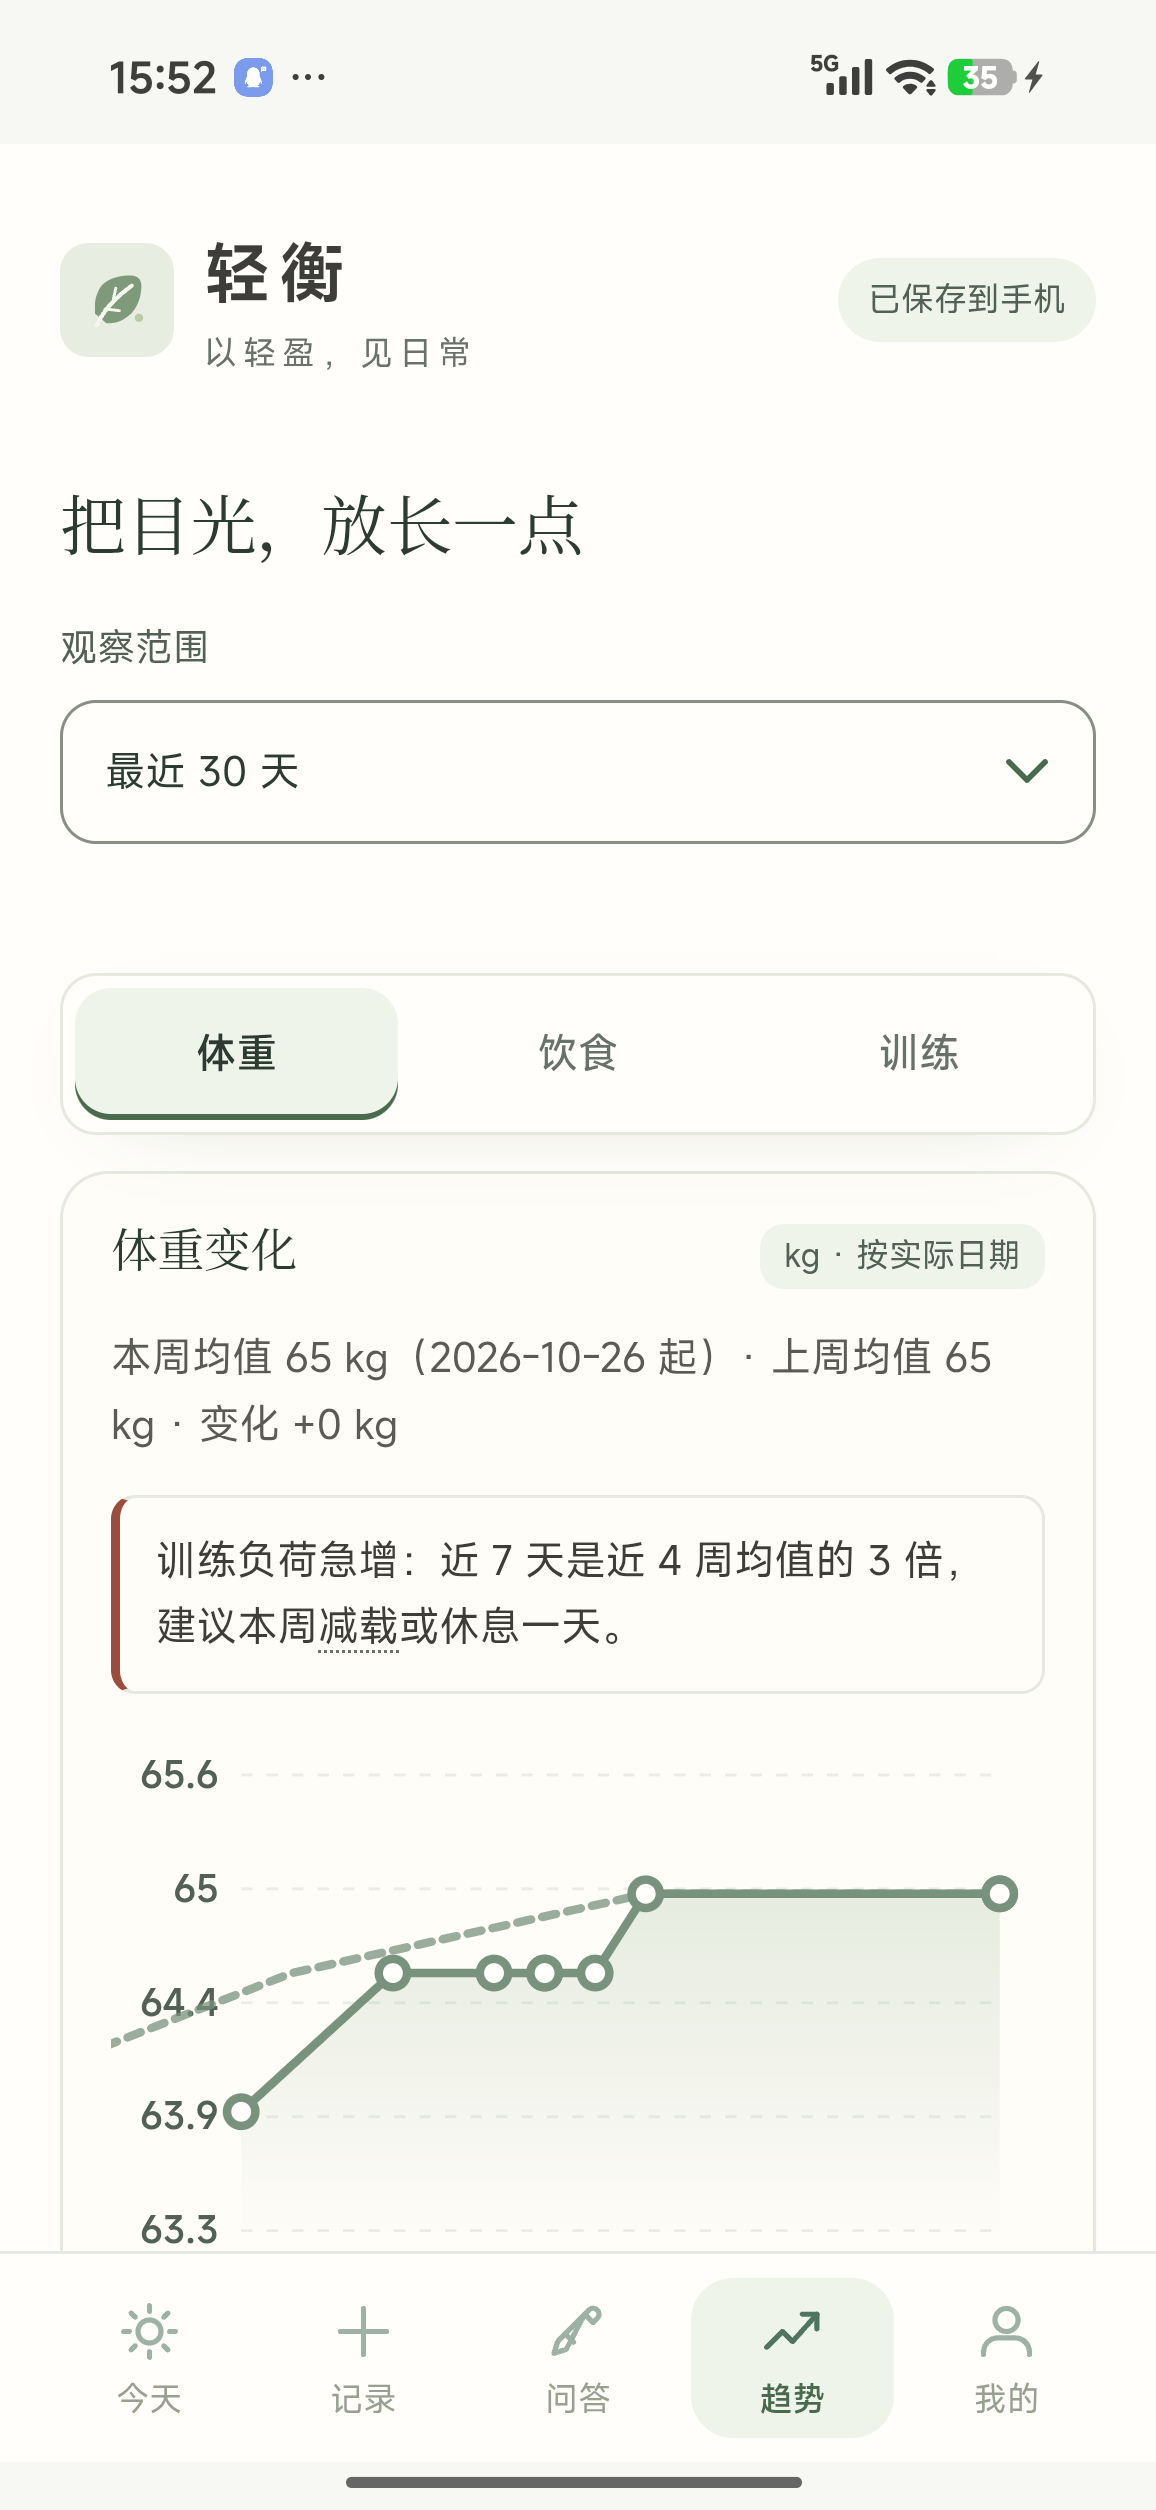 15:52 ···
5G 35
轻衡
以轻盈，见日常
已保存到手机
把目光，放长一点
观察范围
最近 30 天
体重 饮食 训练
体重变化
kg · 按实际日期
本周均值 65 kg（2026-10-26 起）· 上周均值 65
kg · 变化 +0 kg
训练负荷急增：近 7 天是近 4 周均值的 3 倍，
建议本周减载或休息一天。
65.6
65
64.4
63.9
63.3
今天 记录 问答 趋势 我的